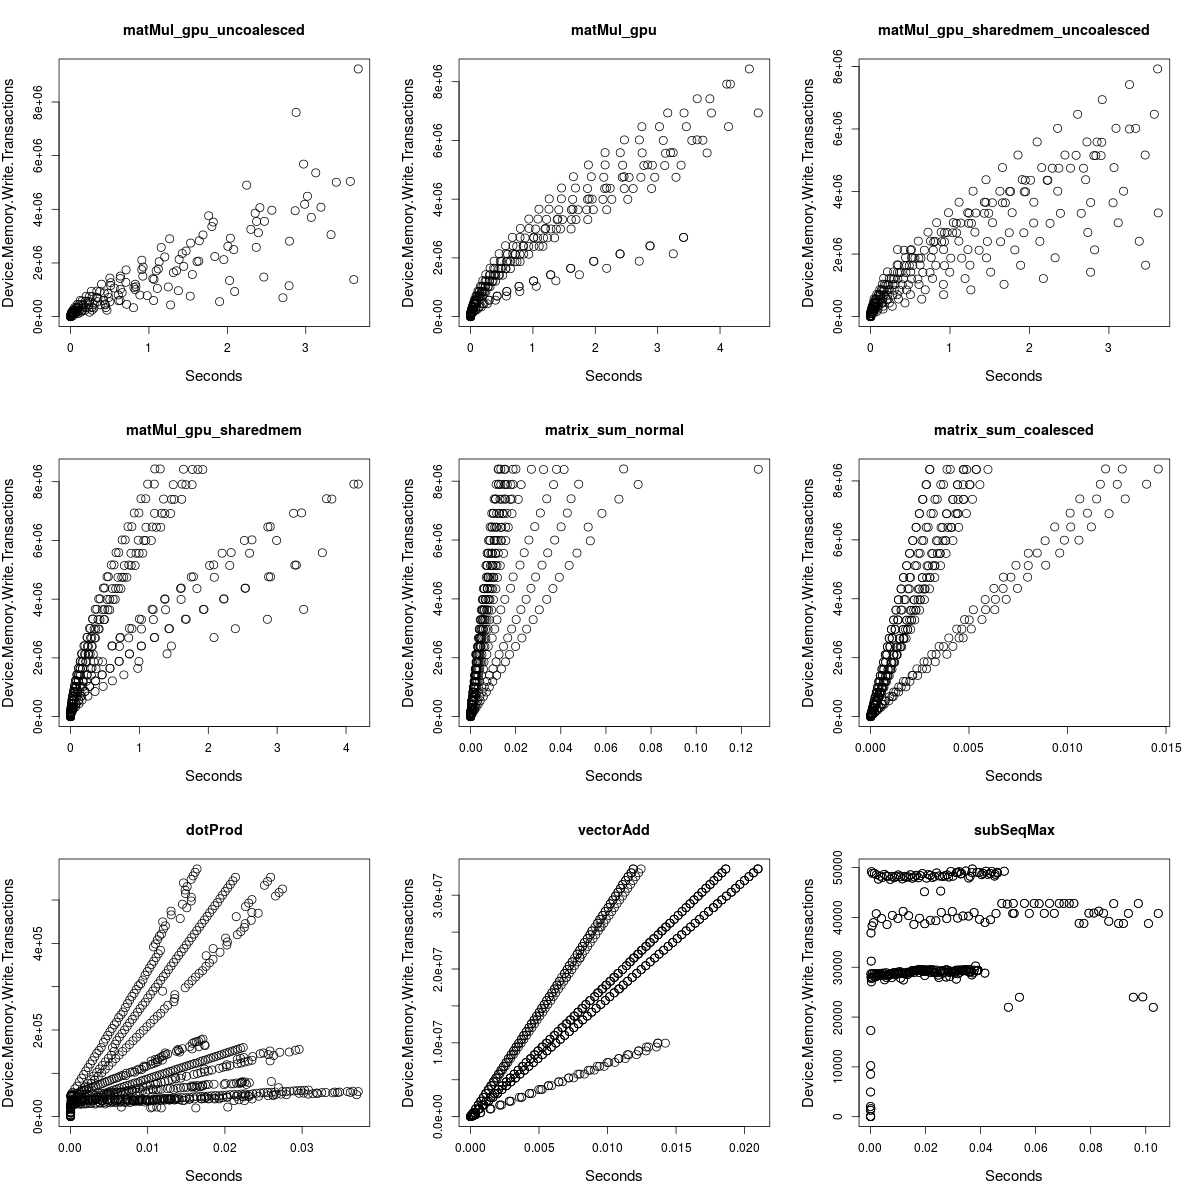 matMul_gpu_uncoalesced
Device.Memory.Write.Transactions
0e+00 2e+06 4e+06 6e+06 8e+06
0 1 2 3
Seconds
matMul_gpu
Device.Memory.Write.Transactions
0e+00 2e+06 4e+06 6e+06 8e+06
0 1 2 3 4
Seconds
matMul_gpu_sharedmem_uncoalesced
Device.Memory.Write.Transactions
0e+00 2e+06 4e+06 6e+06 8e+06
0 1 2 3
Seconds
matMul_gpu_sharedmem
Device.Memory.Write.Transactions
0e+00 2e+06 4e+06 6e+06 8e+06
0 1 2 3 4
Seconds
matrix_sum_normal
Device.Memory.Write.Transactions
0e+00 2e+06 4e+06 6e+06 8e+06
0.00 0.02 0.04 0.06 0.08 0.10 0.12
Seconds
matrix_sum_coalesced
Device.Memory.Write.Transactions
0e+00 2e+06 4e+06 6e+06 8e+06
0.000 0.005 0.010 0.015
Seconds
dotProd
Device.Memory.Write.Transactions
0e+00 2e+05 4e+05
0.00 0.01 0.02 0.03
Seconds
vectorAdd
Device.Memory.Write.Transactions
0.0e+00 1.0e+07 2.0e+07 3.0e+07
0.000 0.005 0.010 0.015 0.020
Seconds
subSeqMax
Device.Memory.Write.Transactions
0 10000 20000 30000 40000 50000
0.00 0.02 0.04 0.06 0.08 0.10
Seconds